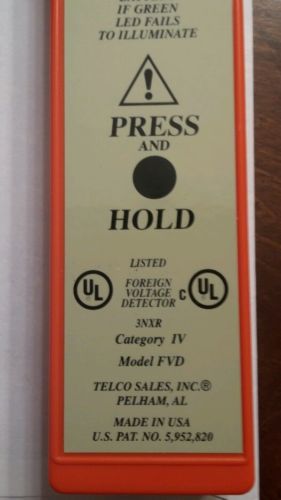 IF GREEN
LED FAILS
TO ILLUMINATE
PRESS
AND
HOLD
LISTED
UL FOREIGN VOLTAGE DETECTOR C UL
3NXR
Category IV
Model FVD
TELCO SALES, INC.®
PELHAM, AL
MADE IN USA
U.S. PAT. NO. 5,952,820